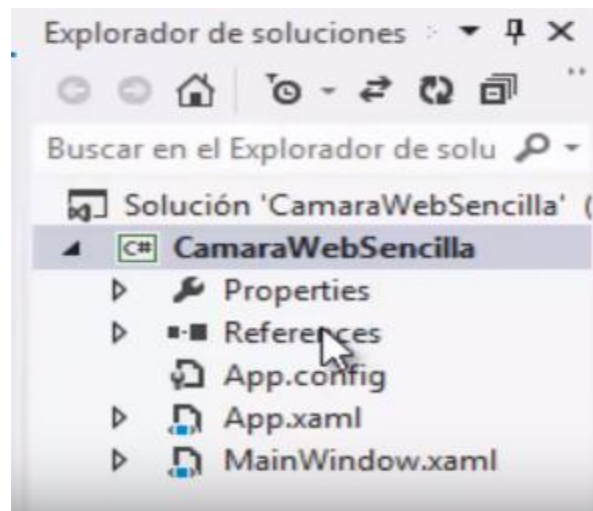 Explorador de soluciones
Buscar en el Explorador de solu
Solución 'CamaraWebSencilla' (
C# CamaraWebSencilla
Properties
References
App.config
App.xaml
MainWindow.xaml